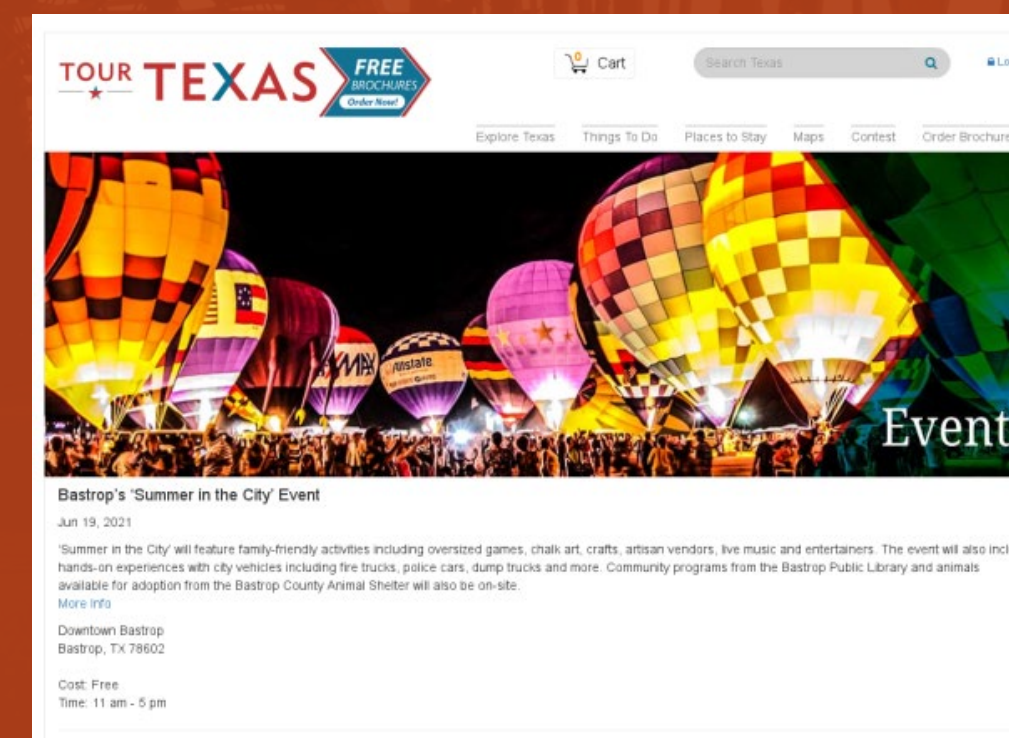 TOUR TEXAS
FREE
BROCHURES
Order Now!
0
Cart
Search Texas
Lo
Explore Texas Things To Do Places to Stay Maps Contest Order Brochure
Allstate
Event
Bastrop's 'Summer in the City' Event
Jun 19, 2021
'Summer in the City' will feature family-friendly activities including oversized games, chalk art, crafts, artisan vendors, live music and entertainers. The event will also incl
hands-on experiences with city vehicles including fire trucks, police cars, dump trucks and more. Community programs from the Bastrop Public Library and animals
available for adoption from the Bastrop County Animal Shelter will also be on-site.
More Info
Downtown Bastrop
Bastrop, TX 78602
Cost: Free
Time: 11 am - 5 pm